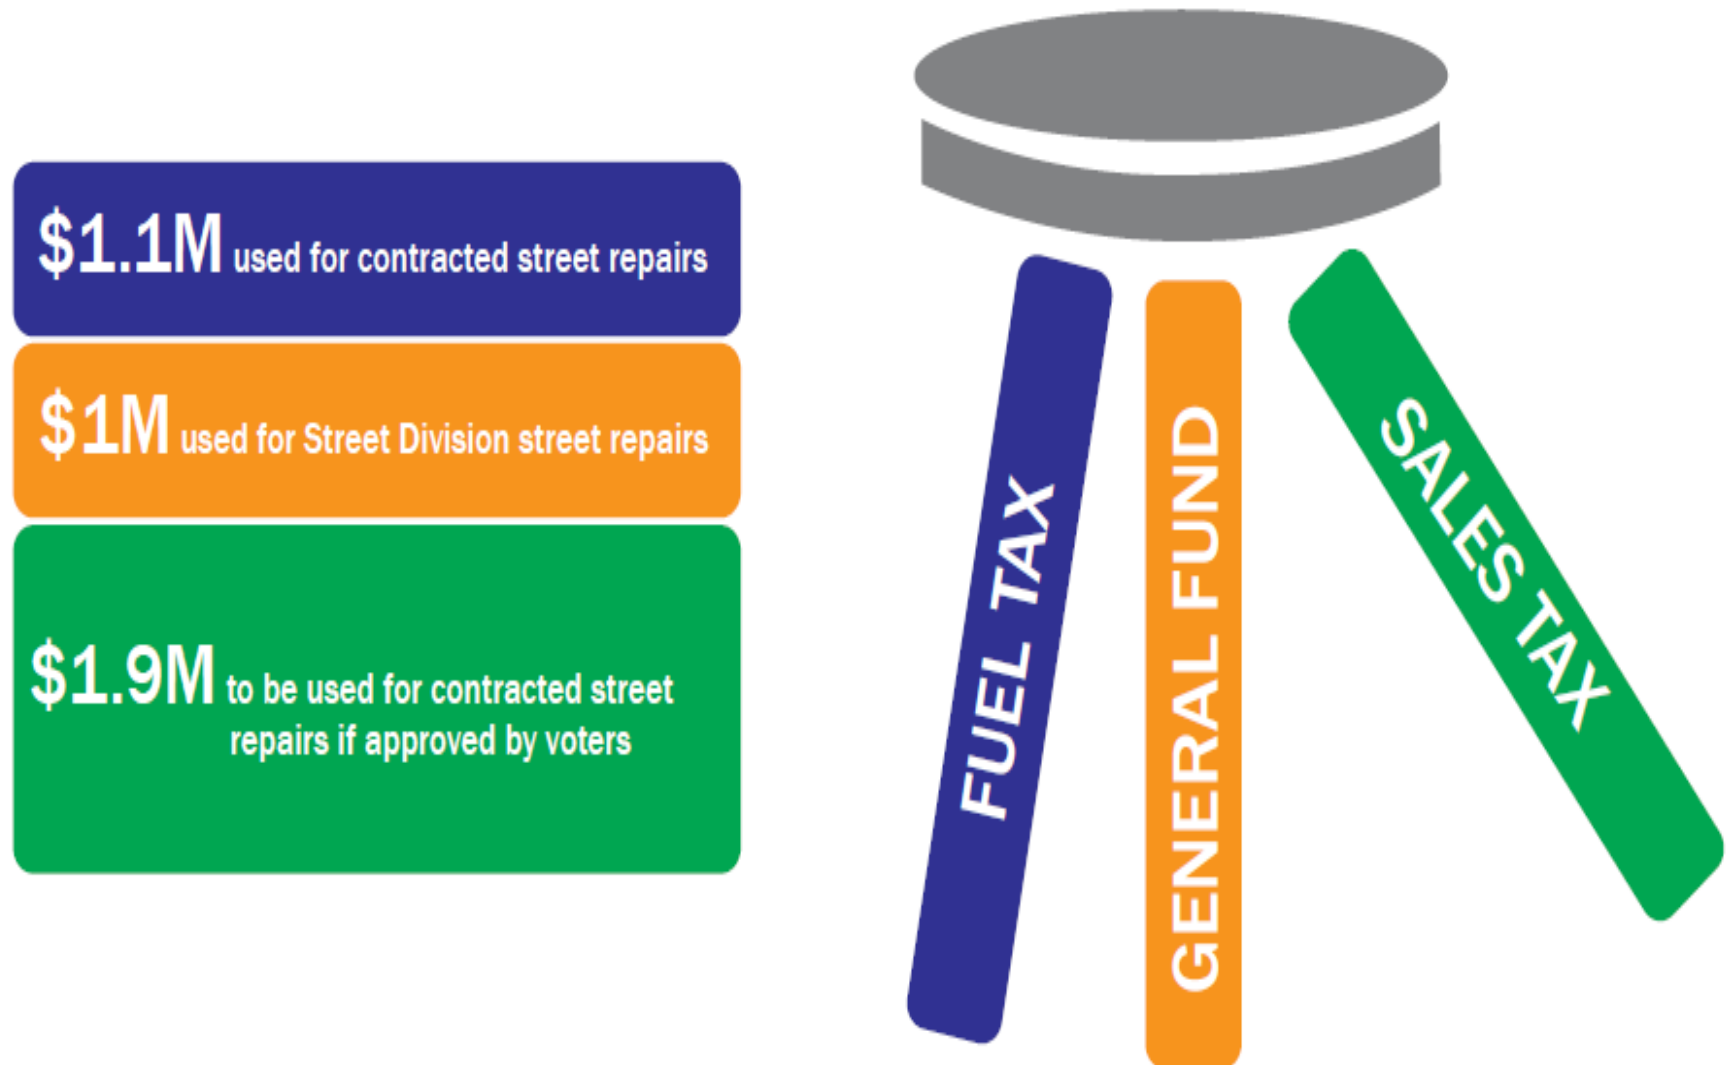 $1.1M used for contracted street repairs
$1M used for Street Division street repairs
$1.9M to be used for contracted street
repairs if approved by voters
FUEL TAX
GENERAL FUND
SALES TAX